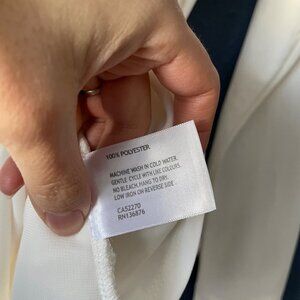 100% POLYESTER
MACHINE WASH IN COLD WATER.
GENTLE CYCLE WITH LIKE COLOURS.
NO BLEACH. HANG TO DRY.
LOW IRON ON REVERSE SIDE.
CA52270
RN136876